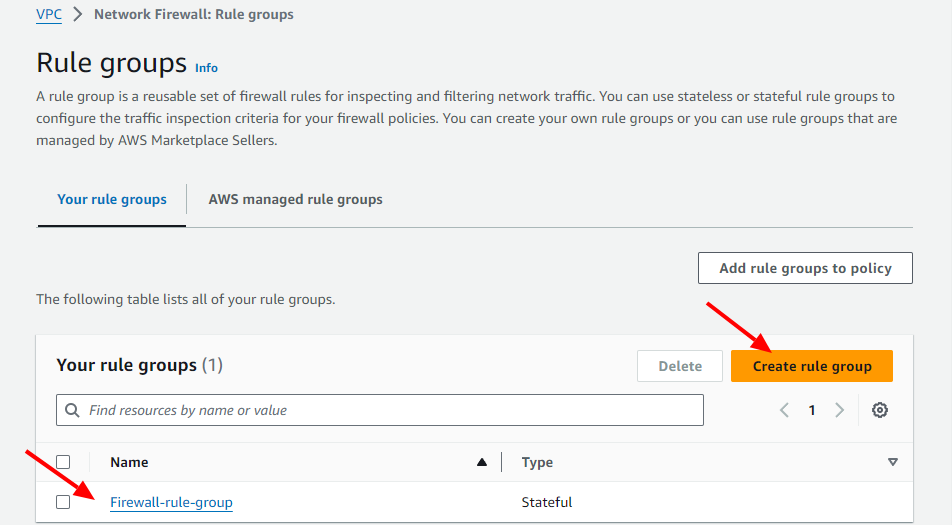 VPC > Network Firewall: Rule groups
Rule groups Info
A rule group is a reusable set of firewall rules for inspecting and filtering network traffic. You can use stateless or stateful rule groups to
configure the traffic inspection criteria for your firewall policies. You can create your own rule groups or you can use rule groups that are
managed by AWS Marketplace Sellers.
Your rule groups AWS managed rule groups
Add rule groups to policy
The following table lists all of your rule groups.
Your rule groups (1) Delete Create rule group
Find resources by name or value 1
Name Type
Firewall-rule-group Stateful